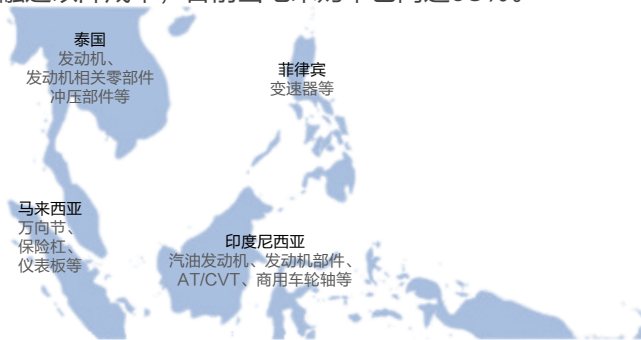 泰国
发动机、
发动机相关零部件
冲压部件等
菲律宾
变速器等
马来西亚
万向节、
保险杠、
仪表板等
印度尼西亚
汽油发动机、发动机部件、
AT/CVT、商用车轮轴等